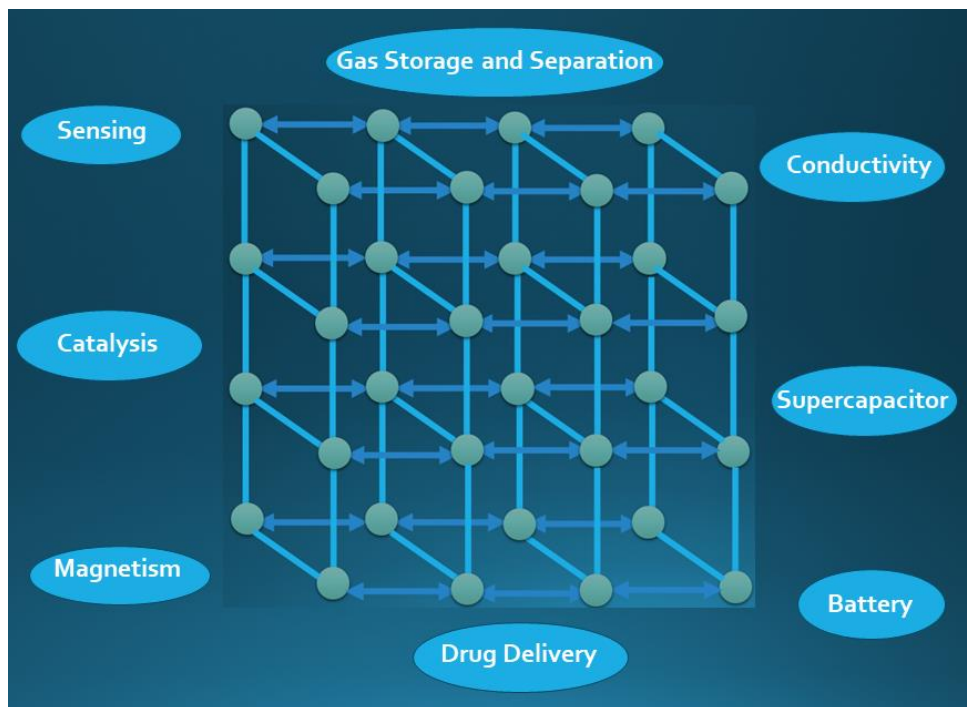 Gas Storage and Separation
Sensing
Conductivity
Catalysis
Supercapacitor
Magnetism
Battery
Drug Delivery